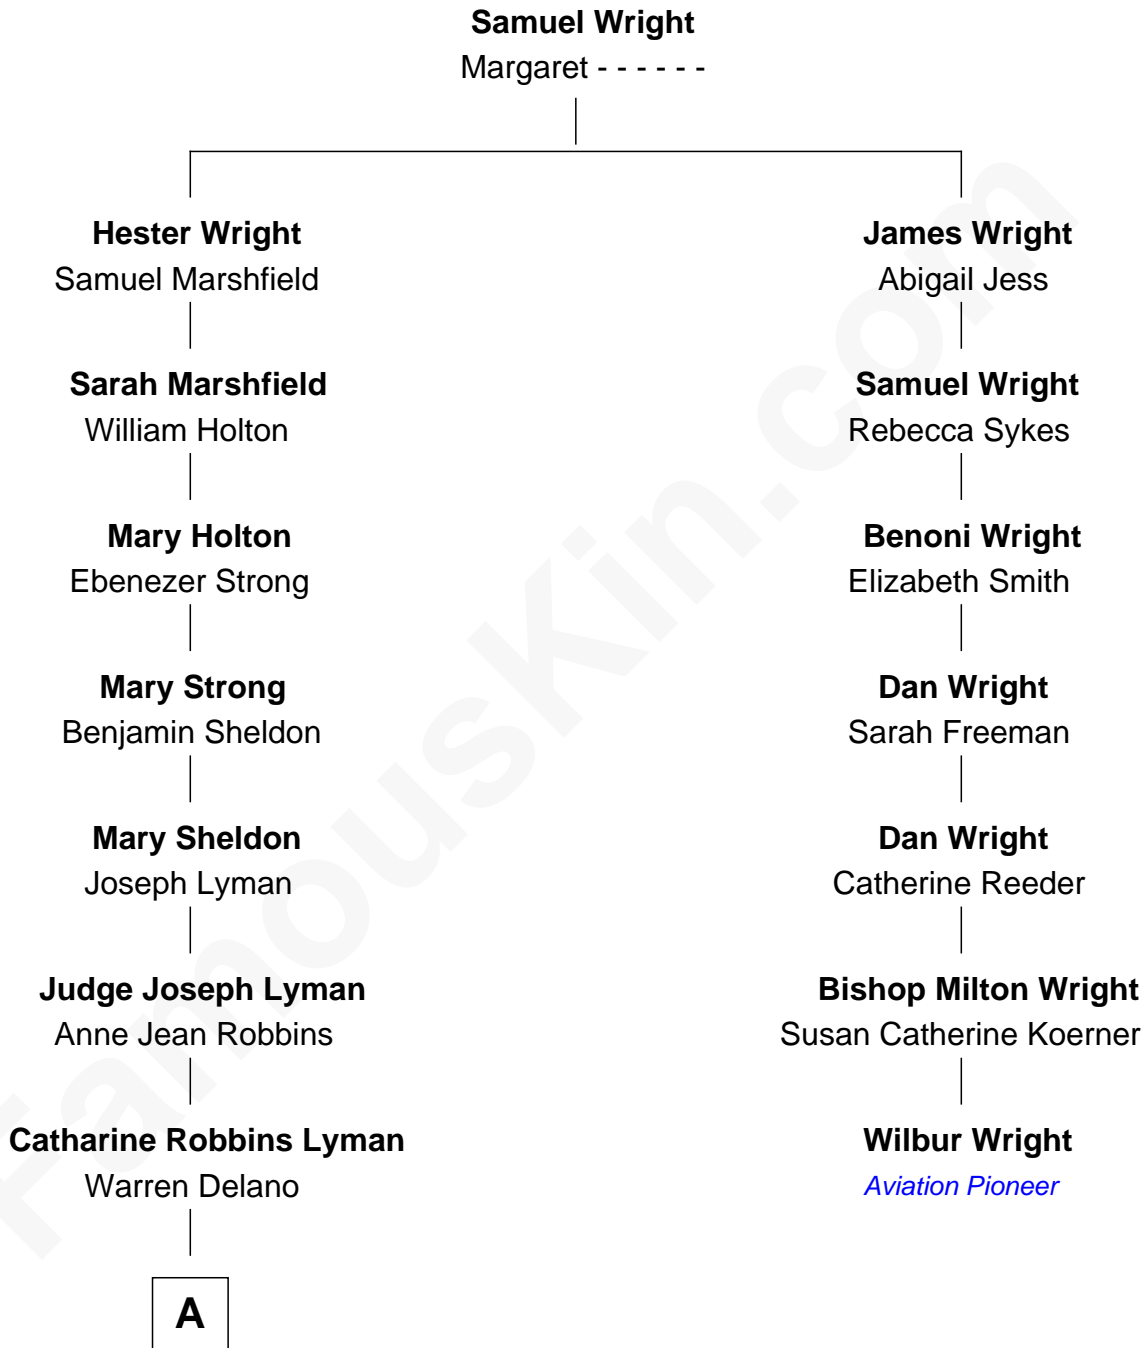 Samuel Wright
Margaret - - - - - -
Hester Wright
Samuel Marshfield
James Wright
Abigail Jess
Sarah Marshfield
William Holton
Samuel Wright
Rebecca Sykes
Mary Holton
Ebenezer Strong
Benoni Wright
Elizabeth Smith
Mary Strong
Benjamin Sheldon
Dan Wright
Sarah Freeman
Mary Sheldon
Joseph Lyman
Dan Wright
Catherine Reeder
Judge Joseph Lyman
Anne Jean Robbins
Bishop Milton Wright
Susan Catherine Koerner
Catharine Robbins Lyman
Warren Delano
Wilbur Wright
Aviation Pioneer
A
FamousKin.com